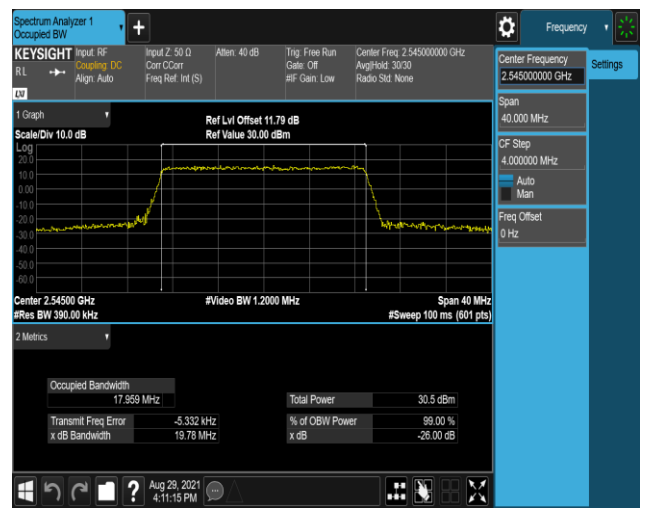 Spectrum Analyzer 1
Occupied BW
+
Frequency
KEYSIGHT
RL
LXI
Input: RF
Coupling: DC
Align: Auto
Input Z: 50 Ω
Corr CCorr
Freq Ref: Int (S)
Atten: 40 dB
Trig: Free Run
Gate: Off
#IF Gain: Low
Center Freq: 2.545000000 GHz
Avg|Hold: 30/30
Radio Std: None
Center Frequency
2.545000000 GHz
Settings
Span
40.000 MHz
CF Step
4.000000 MHz
Auto
Man
Freq Offset
0 Hz
1 Graph
Scale/Div 10.0 dB
Ref Lvl Offset 11.79 dB
Ref Value 30.00 dBm
Log
20.0
10.0
0.00
-10.0
-20.0
-30.0
-40.0
-50.0
-60.0
Center 2.54500 GHz
#Res BW 390.00 kHz
#Video BW 1.2000 MHz
Span 40 MHz
#Sweep 100 ms (601 pts)
2 Metrics
Occupied Bandwidth
17.959 MHz
Total Power 30.5 dBm
Transmit Freq Error -5.332 kHz
% of OBW Power 99.00 %
x dB Bandwidth 19.78 MHz
x dB -26.00 dB
?
Aug 29, 2021
4:11:15 PM